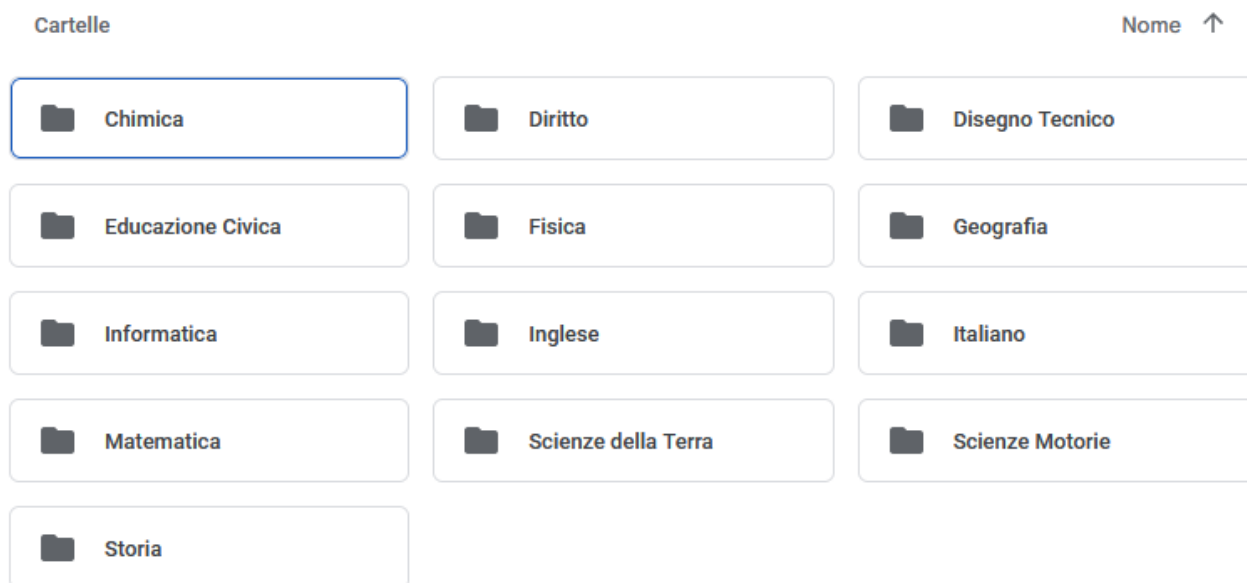 Cartelle Nome
Chimica Diritto Disegno Tecnico
Educazione Civica Fisica Geografia
Informatica Inglese Italiano
Matematica Scienze della Terra Scienze Motorie
Storia